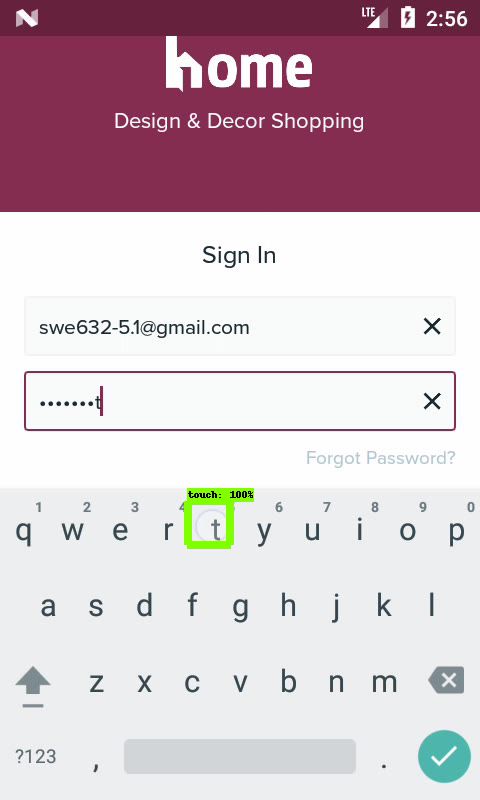 LTE 2:56
home
Design & Decor Shopping
Sign In
swe632-5.1@gmail.com
•••••••t
Forgot Password?
touch: 100%
1 2 3 4 5 6 7 8 9 0
q w e r t y u i o p
a s d f g h j k l
z x c v b n m
?123 , .